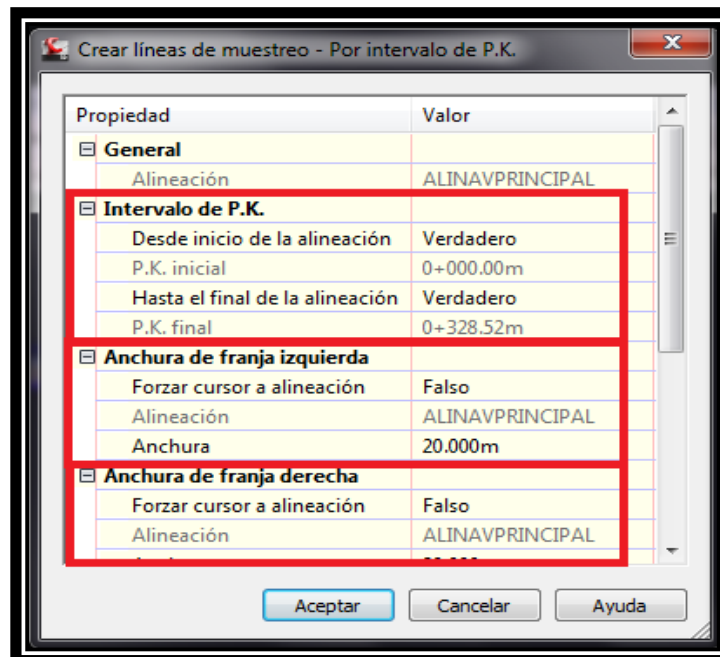 Crear líneas de muestreo - Por intervalo de P.K.
Propiedad Valor
General
Alineación ALINAVPRINCIPAL
Intervalo de P.K.
Desde inicio de la alineación Verdadero
P.K. inicial 0+000.00m
Hasta el final de la alineación Verdadero
P.K. final 0+328.52m
Anchura de franja izquierda
Forzar cursor a alineación Falso
Alineación ALINAVPRINCIPAL
Anchura 20.000m
Anchura de franja derecha
Forzar cursor a alineación Falso
Alineación ALINAVPRINCIPAL
Aceptar Cancelar Ayuda